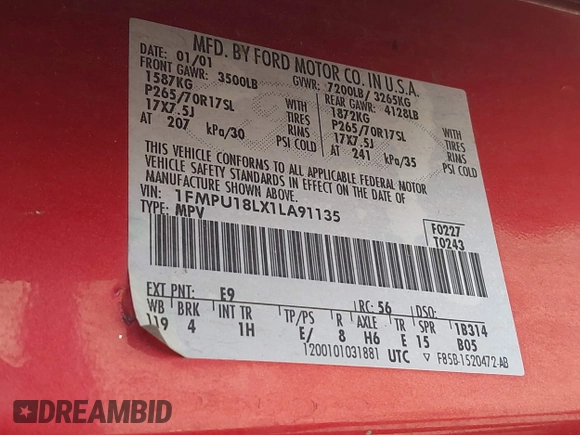 MFD. BY FORD MOTOR CO. IN U.S.A.
DATE: 01/01 GVWR: 7200LB/ 3265KG
FRONT GAWR: 3500LB REAR GAWR: 4128LB
1587KG WITH 1872KG WITH
P265/70R17SL TIRES P265/70R17SL TIRES
17X7.5J RIMS 17X7.5J RIMS
AT 207 kPa/30 PSI COLD AT 241 kPa/35 PSI COLD
THIS VEHICLE CONFORMS TO ALL APPLICABLE FEDERAL MOTOR
VEHICLE SAFETY STANDARDS IN EFFECT ON THE DATE OF
MANUFACTURE SHOWN ABOVE.
VIN: 1FMPU18LX1LA91135
TYPE: MPV
F0227
T0243
EXT PNT: E9 RC: 56 DSO:
WB BRK INT TR TP/PS R AXLE TR SPR 1B314
119 4 1H E/ 8 H6 E 15 B05
1200101031881 UTC ▽ F85B-1520472-AB
DREAMBID